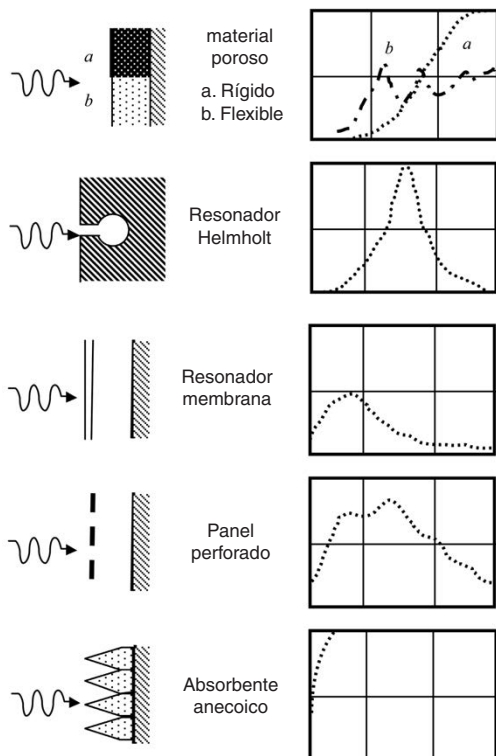 a
b
material
poroso
a. Rígido
b. Flexible
b
a
Resonador
Helmholt
Resonador
membrana
Panel
perforado
Absorbente
anecoico